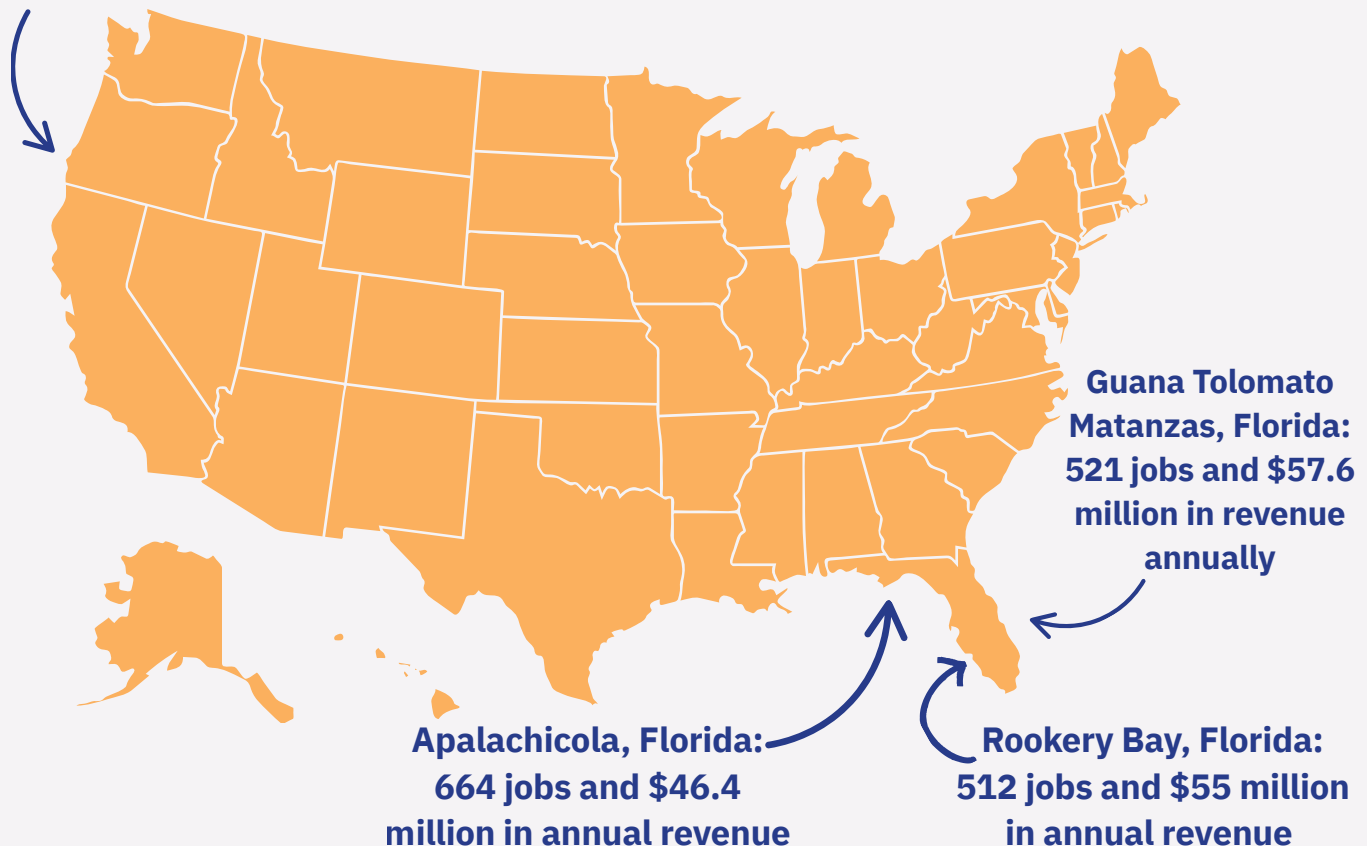 Guana Tolomato
Matanzas, Florida:
521 jobs and $57.6
million in revenue
annually
Apalachicola, Florida:
664 jobs and $46.4
million in annual revenue
Rookery Bay, Florida:
512 jobs and $55 million
in annual revenue